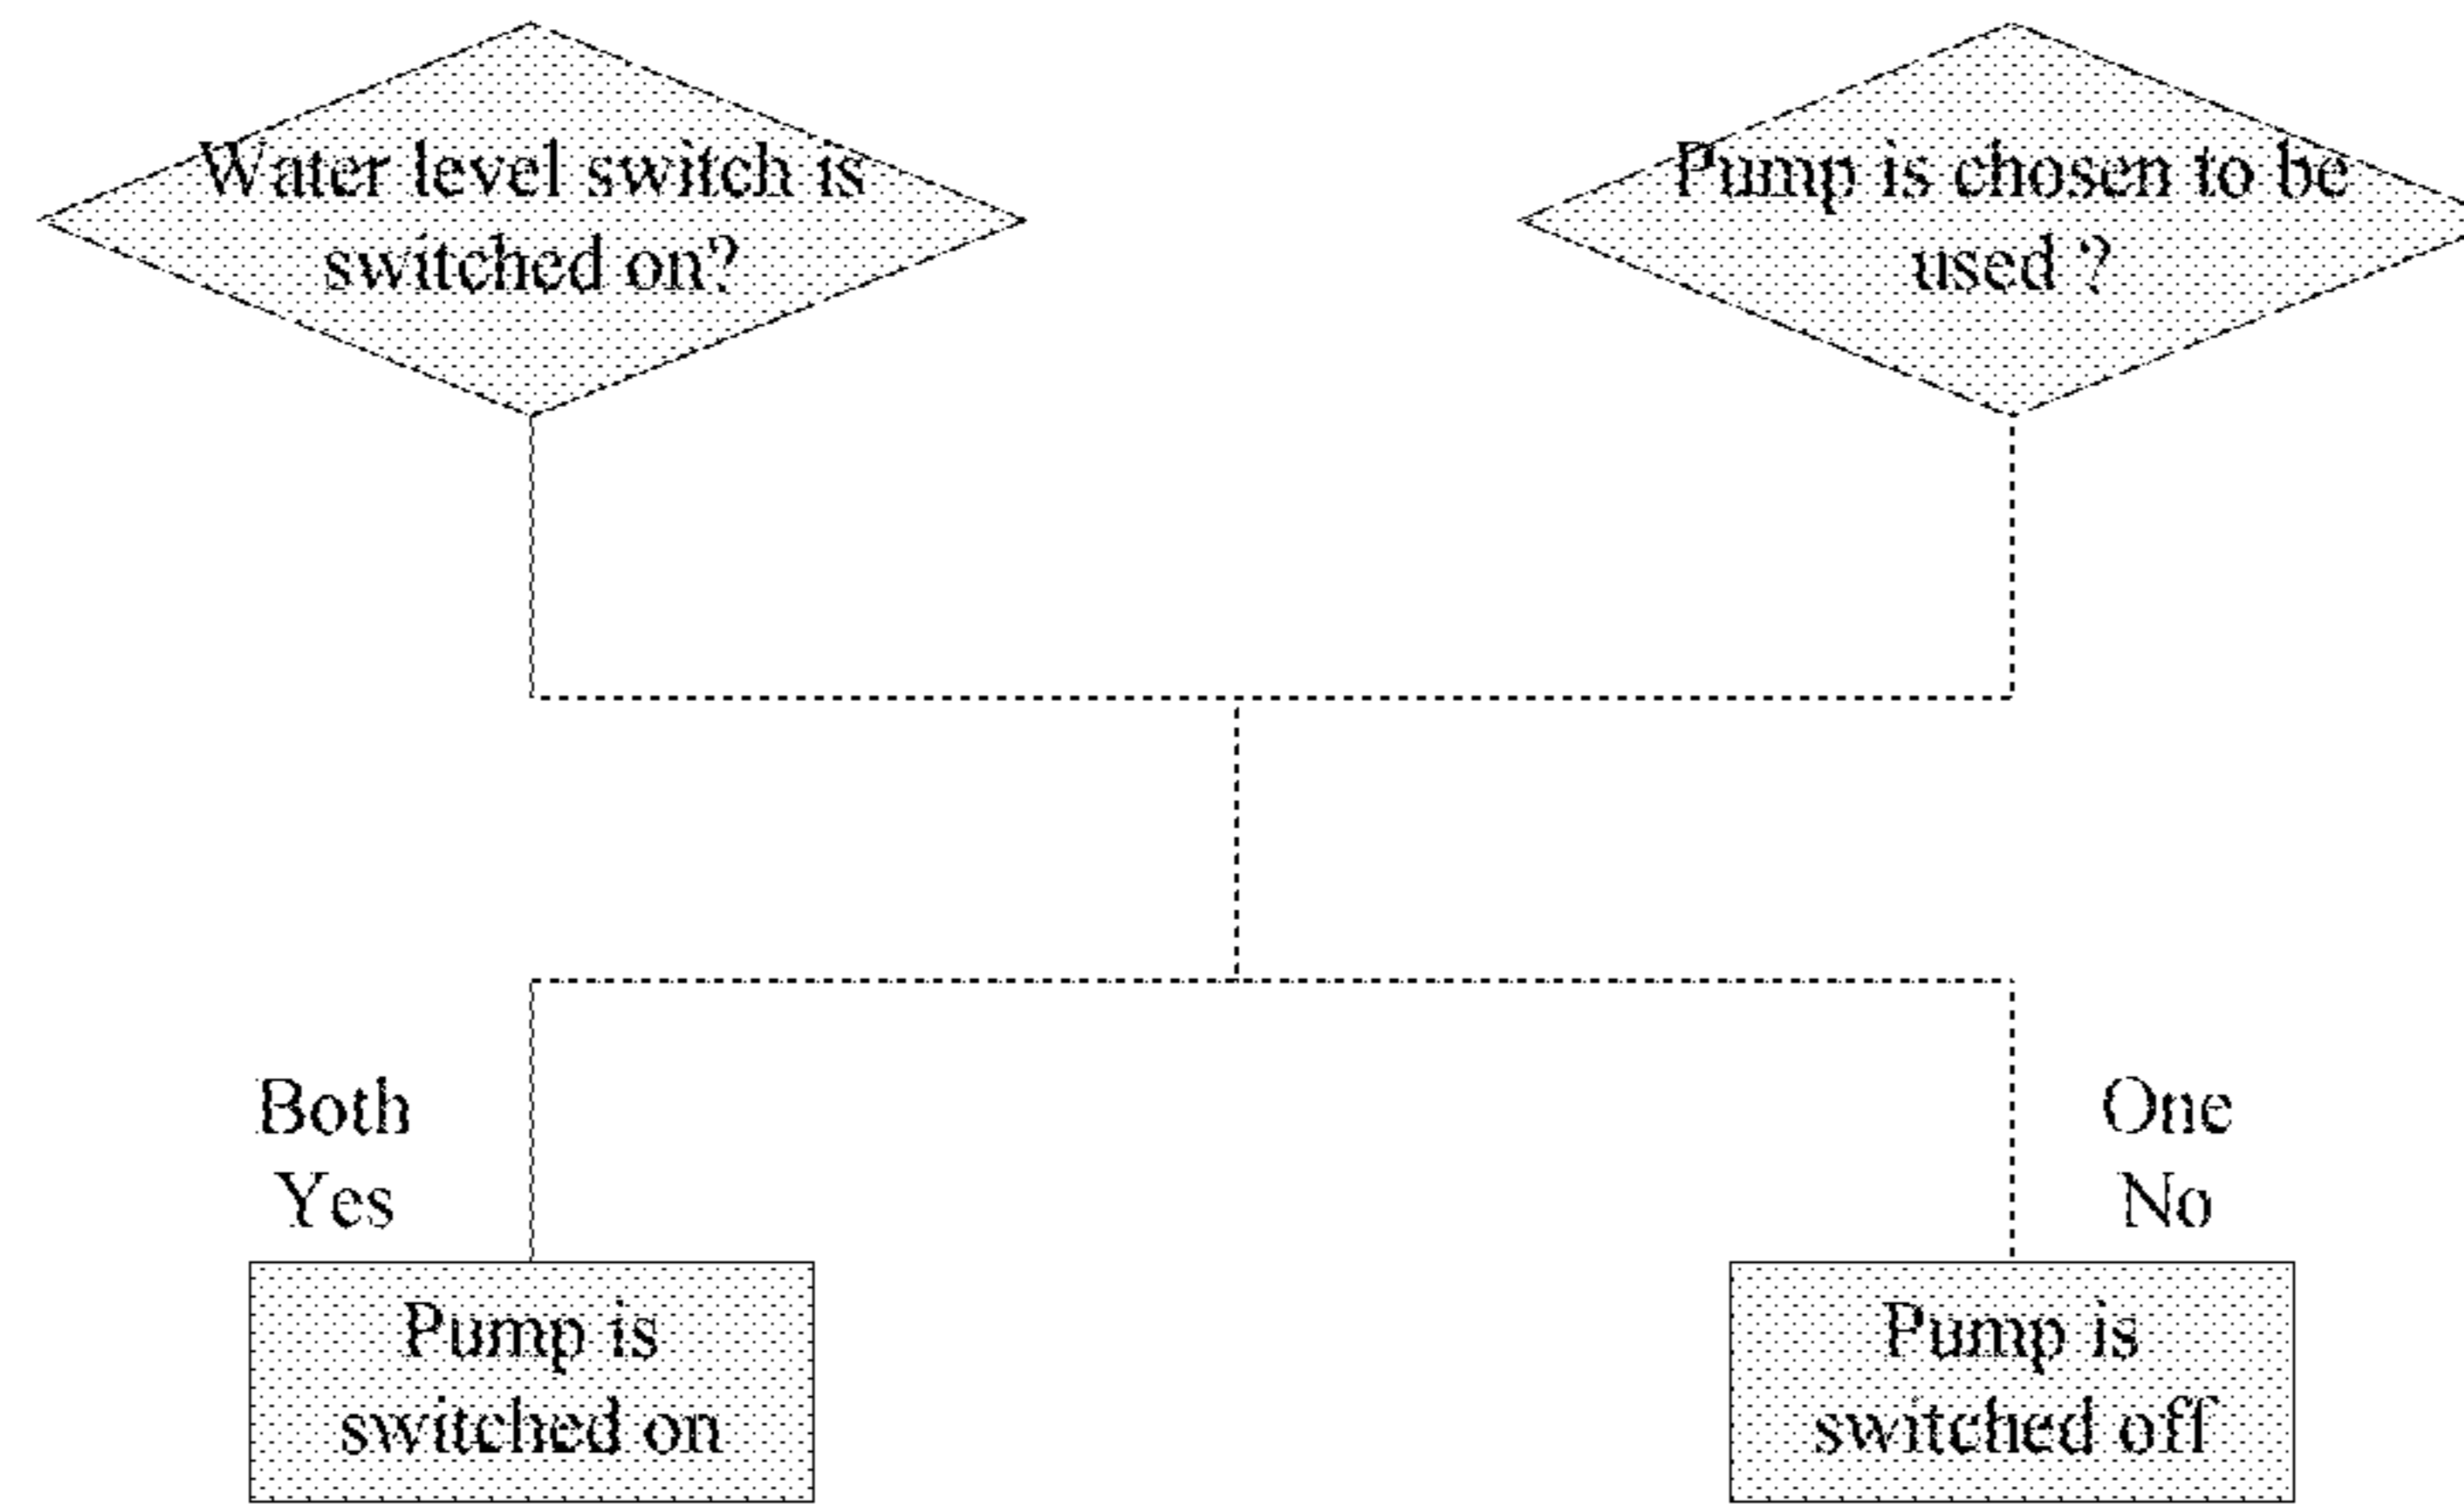 Water level switch is
switched on?
Pump is chosen to be
used ?
Both
Yes
One
No
Pump is
switched on
Pump is
switched off